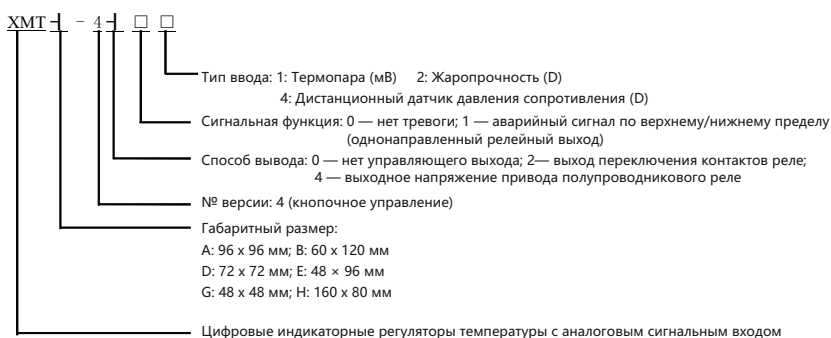 XMT□ - 4□ □ □
Тип ввода: 1: Термопара (мВ) 2: Жаропрочность (D)
4: Дистанционный датчик давления сопротивления (D)
Сигнальная функция: 0 — нет тревоги; 1 — аварийный сигнал по верхнему/нижнему пределу
(однонаправленный релейный выход)
Способ вывода: 0 — нет управляющего выхода; 2— выход переключения контактов реле;
4 — выходное напряжение привода полупроводникового реле
№ версии: 4 (кнопочное управление)
Габаритный размер:
A: 96 x 96 мм; B: 60 x 120 мм
D: 72 x 72 мм; E: 48 × 96 мм
G: 48 x 48 мм; H: 160 x 80 мм
Цифровые индикаторные регуляторы температуры с аналоговым сигнальным входом